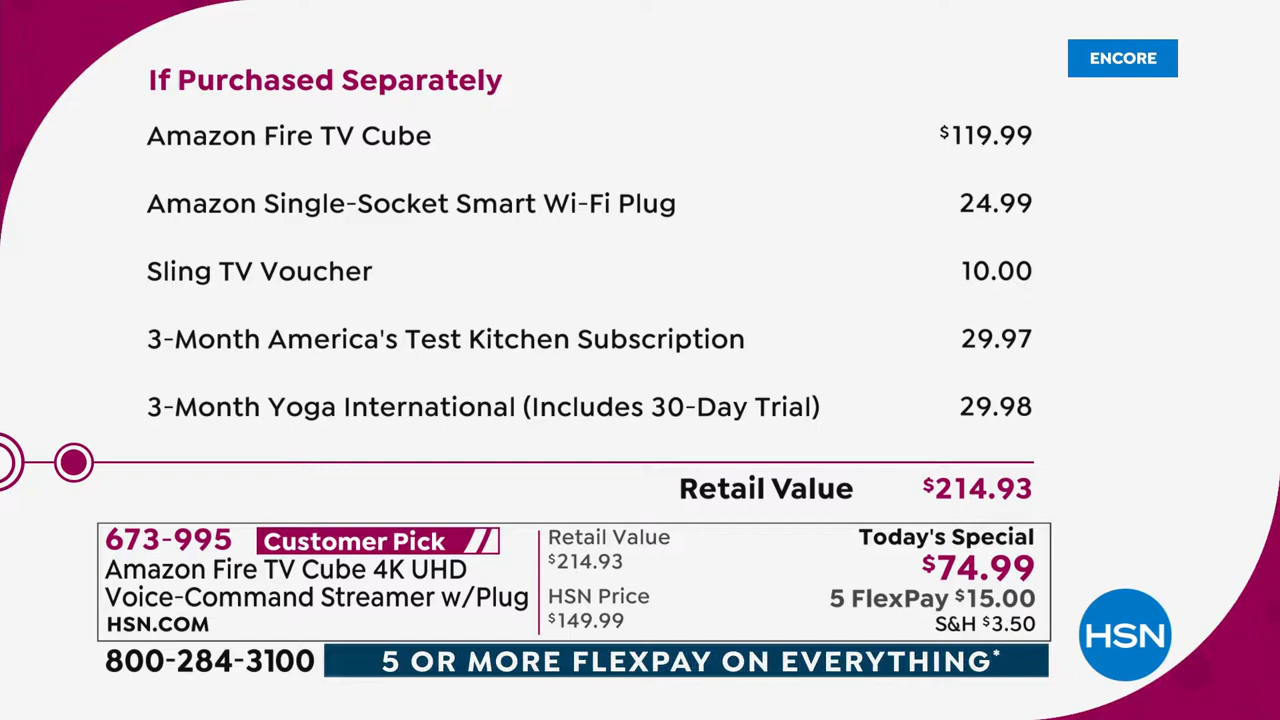 ENCORE
If Purchased Separately
Amazon Fire TV Cube $119.99
Amazon Single-Socket Smart Wi-Fi Plug 24.99
Sling TV Voucher 10.00
3-Month America's Test Kitchen Subscription 29.97
3-Month Yoga International (Includes 30-Day Trial) 29.98
Retail Value $214.93
673-995 Customer Pick
Amazon Fire TV Cube 4K UHD
Voice-Command Streamer w/Plug
HSN.COM
Retail Value
$214.93
HSN Price
$149.99
Today's Special
$74.99
5 FlexPay $15.00
S&H $3.50
HSN
800-284-3100 5 OR MORE FLEXPAY ON EVERYTHING*